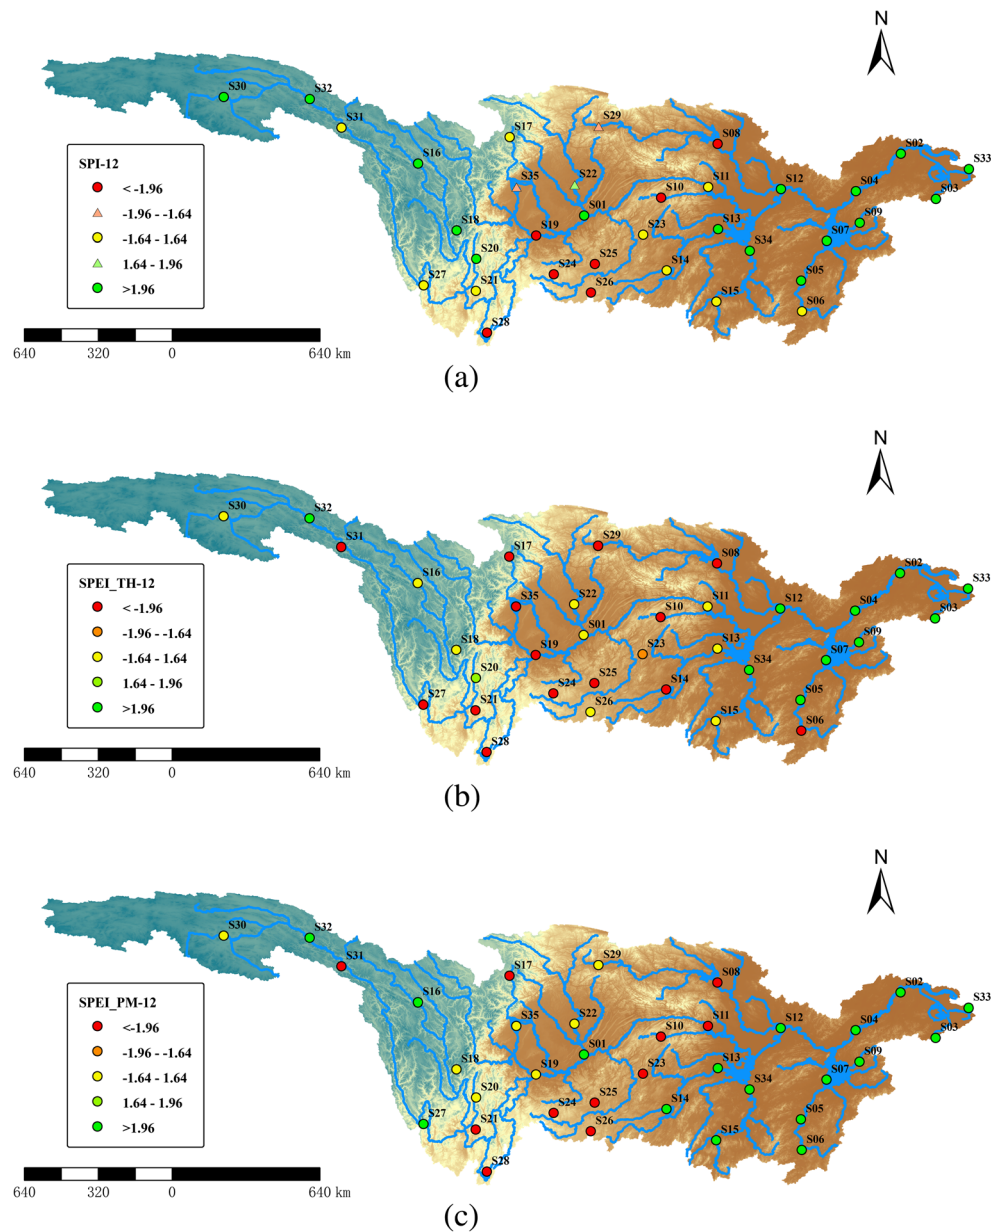 N
S30
S32
S31
S16
S17
S29
S08
S02
S33
S35
S22
S10
S11
S12
S04
S03
S18
S01
S19
S23
S13
S09
S07
S34
S20
S27
S21
S24
S25
S26
S14
S15
S05
S06
S28
SPI-12
< -1.96
-1.96 - -1.64
-1.64 - 1.64
1.64 - 1.96
>1.96
640 320 0 640 km
(a)
N
S30
S32
S31
S16
S17
S29
S08
S02
S33
S35
S22
S10
S11
S12
S04
S03
S18
S01
S19
S23
S13
S09
S07
S34
S20
S27
S21
S24
S25
S26
S14
S15
S05
S06
S28
SPEI_TH-12
< -1.96
-1.96 - -1.64
-1.64 - 1.64
1.64 - 1.96
>1.96
640 320 0 640 km
(b)
N
S30
S32
S31
S16
S17
S29
S08
S02
S33
S35
S22
S10
S11
S12
S04
S03
S18
S01
S19
S23
S13
S09
S07
S34
S20
S27
S21
S24
S25
S26
S14
S15
S05
S06
S28
SPEI_PM-12
<-1.96
-1.96 - -1.64
-1.64 - 1.64
1.64 - 1.96
>1.96
640 320 0 640 km
(c)